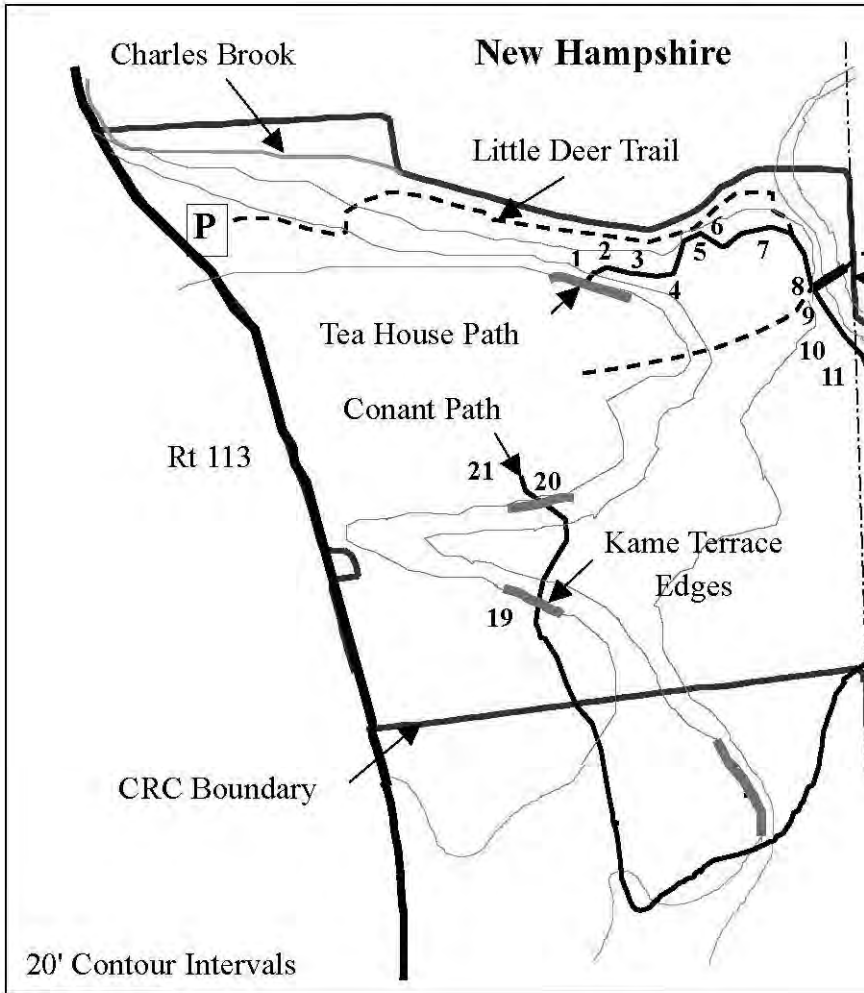 New Hampshire
Charles Brook
Little Deer Trail
P
6
1
2
3
5
7
4
8
Tea House Path
9
10
11
Conant Path
Rt 113
21
20
Kame Terrace
Edges
19
CRC Boundary
20' Contour Intervals